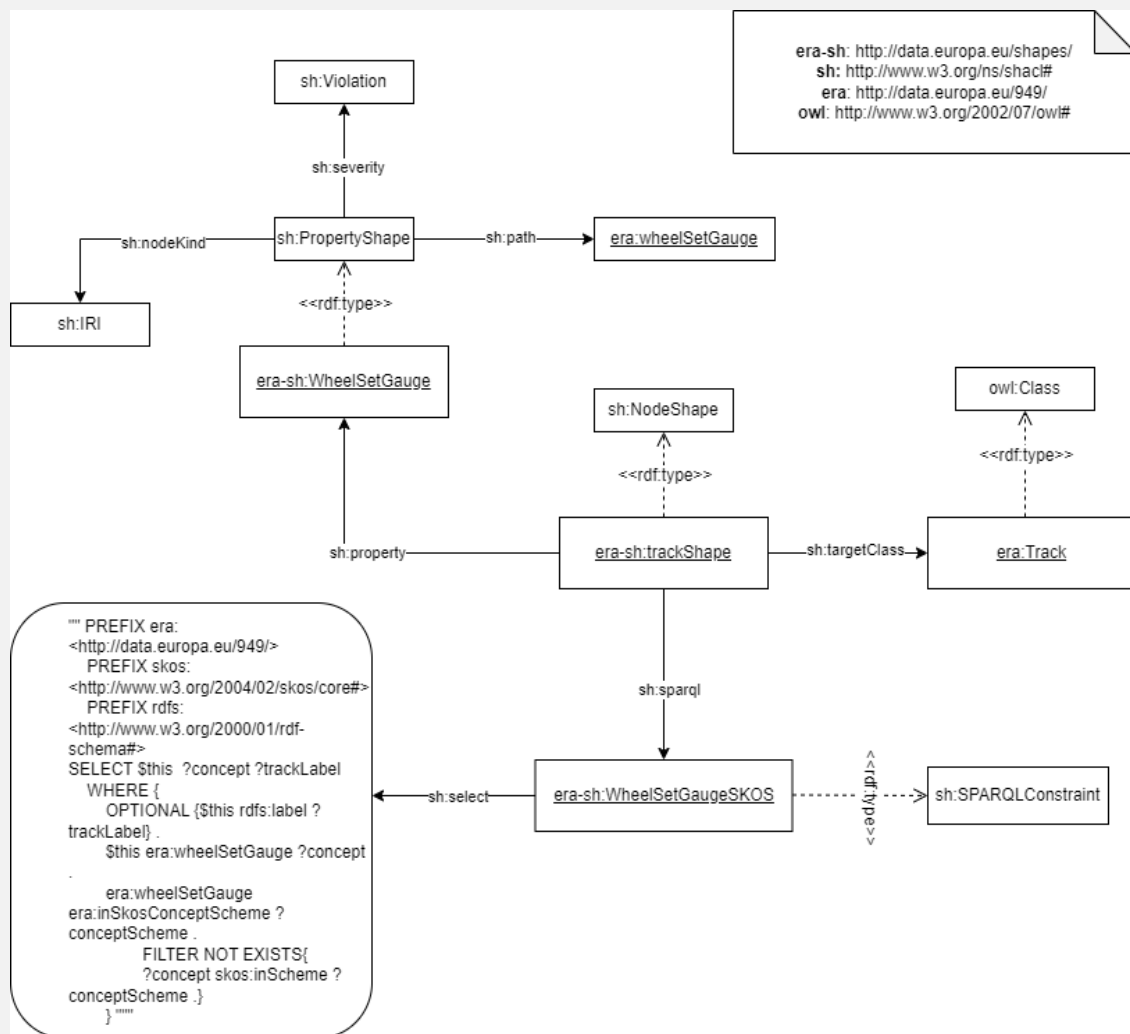 era-sh: http://data.europa.eu/shapes/
sh: http://www.w3.org/ns/shacl#
era: http://data.europa.eu/949/
owl: http://www.w3.org/2002/07/owl#
sh:Violation
sh:severity
sh:nodeKind
sh:PropertyShape
sh:path
era:wheelSetGauge
<<rdf:type>>
sh:IRI
era-sh:WheelSetGauge
sh:NodeShape
owl:Class
<<rdf:type>>
<<rdf:type>>
sh:property
era-sh:trackShape
sh:targetClass
era:Track
sh:sparql
""" PREFIX era:
<http://data.europa.eu/949/>
PREFIX skos:
<http://www.w3.org/2004/02/skos/core#>
PREFIX rdfs:
<http://www.w3.org/2000/01/rdf-
schema#>
SELECT $this ?concept ?trackLabel
WHERE {
OPTIONAL {$this rdfs:label ?
trackLabel} .
$this era:wheelSetGauge ?concept
.
era:wheelSetGauge
era:inSkosConceptScheme ?
conceptScheme .
FILTER NOT EXISTS{
?concept skos:inScheme ?
conceptScheme .}
} """
sh:select
era-sh:WheelSetGaugeSKOS
<<rdf:type>>
sh:SPARQLConstraint